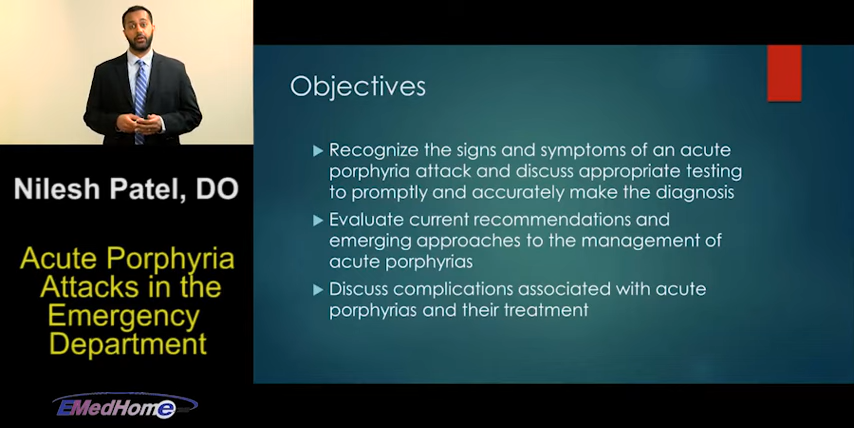 Objectives
Recognize the signs and symptoms of an acute
porphyria attack and discuss appropriate testing
to promptly and accurately make the diagnosis
Evaluate current recommendations and
emerging approaches to the management of
acute porphyrias
Discuss complications associated with acute
porphyrias and their treatment
Nilesh Patel, DO
Acute Porphyria
Attacks in the
Emergency
Department
EMedHome